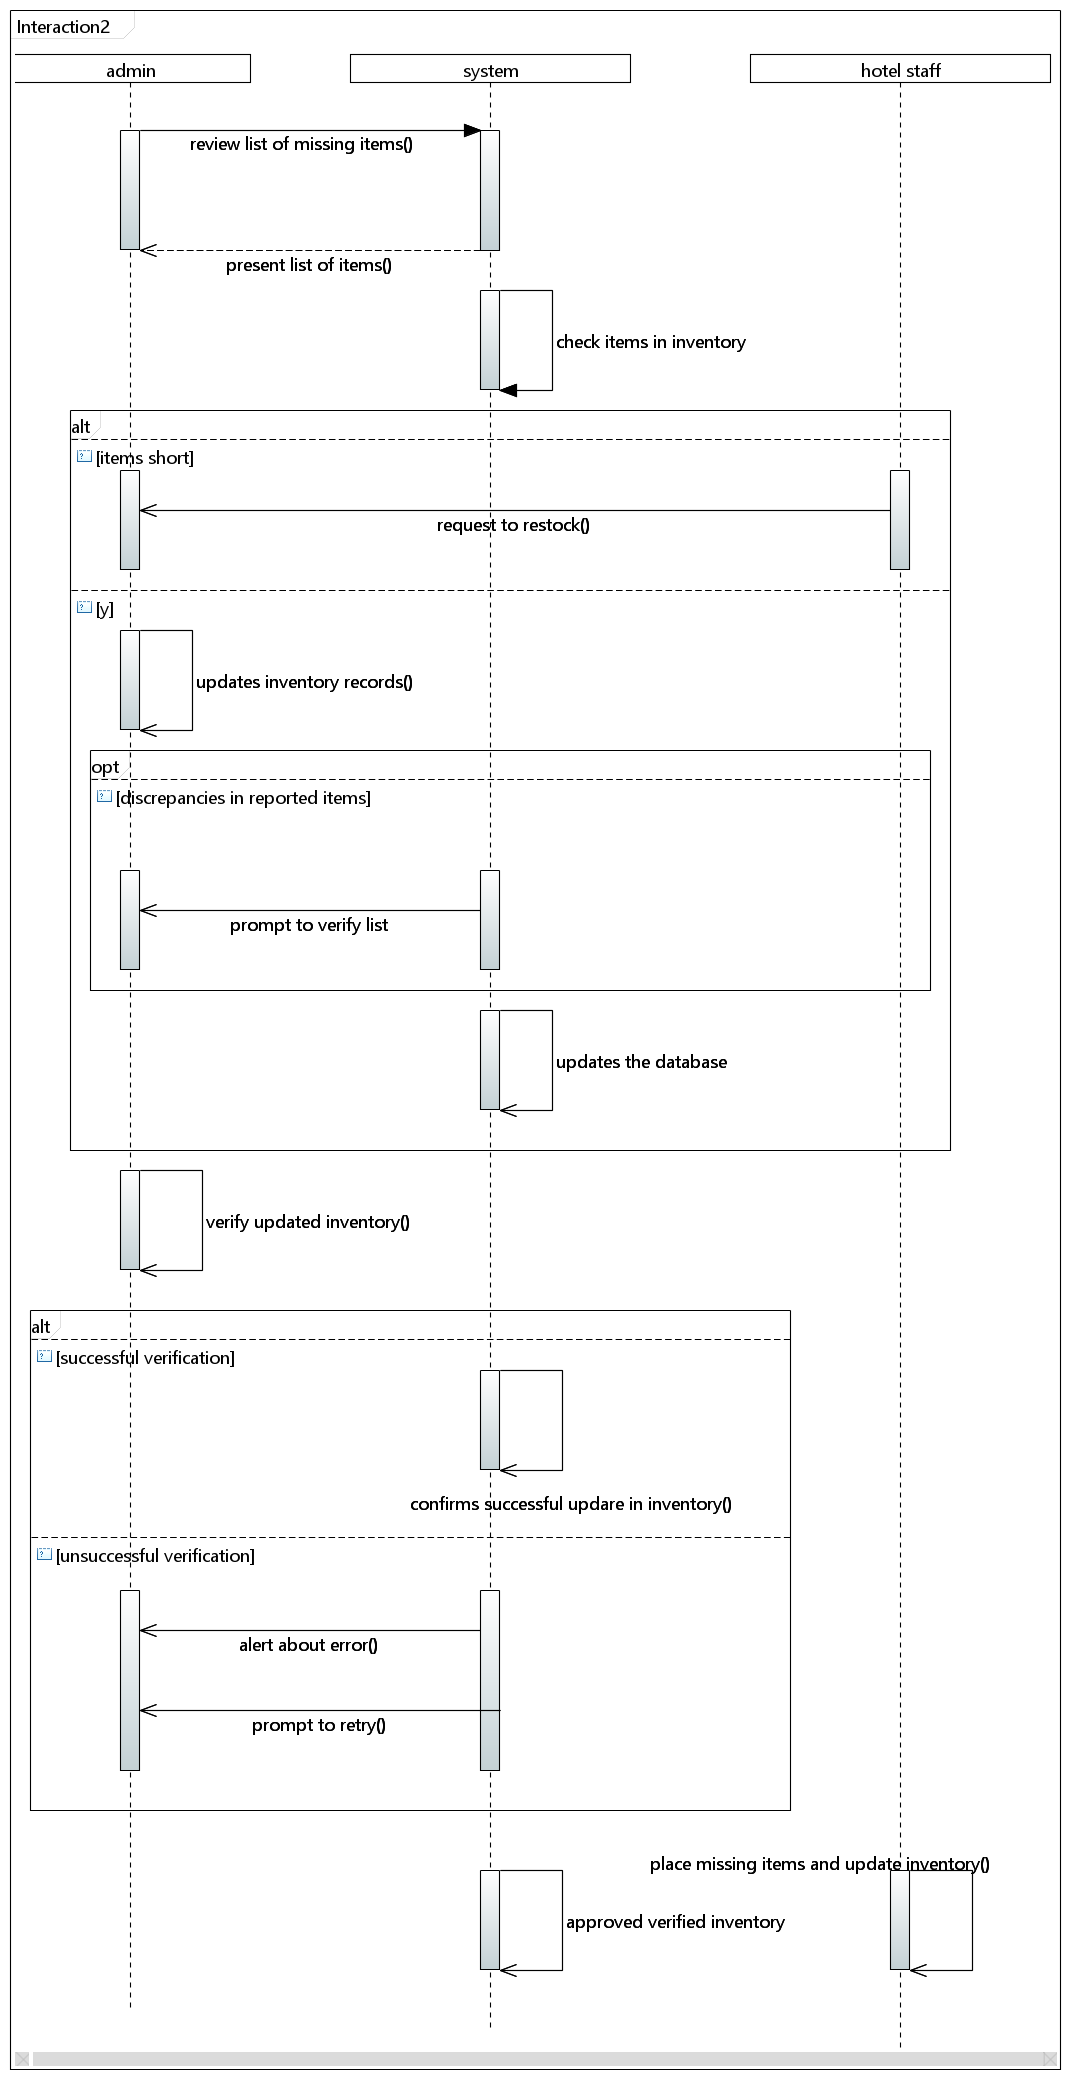 Interaction2
admin
system
hotel staff
review list of missing items()
present list of items()
check items in inventory
alt
[items short]
request to restock()
[y]
updates inventory records()
opt
[discrepancies in reported items]
prompt to verify list
updates the database
verify updated inventory()
alt
[successful verification]
confirms successful updare in inventory()
[unsuccessful verification]
alert about error()
prompt to retry()
place missing items and update inventory()
approved verified inventory